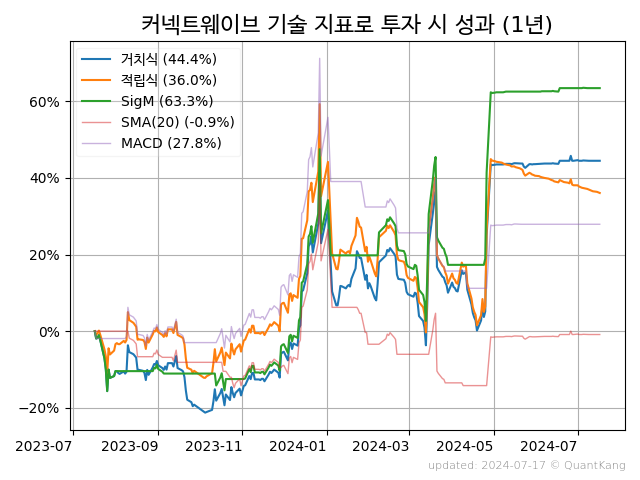 커넥트웨이브 기술 지표로 투자 시 성과 (1년)
거치식 (44.4%)
적립식 (36.0%)
SigM (63.3%)
SMA(20) (-0.9%)
MACD (27.8%)
60%
40%
20%
0%
−20%
2023-07 2023-09 2023-11 2024-01 2024-03 2024-05 2024-07
updated: 2024-07-17 © QuantKang